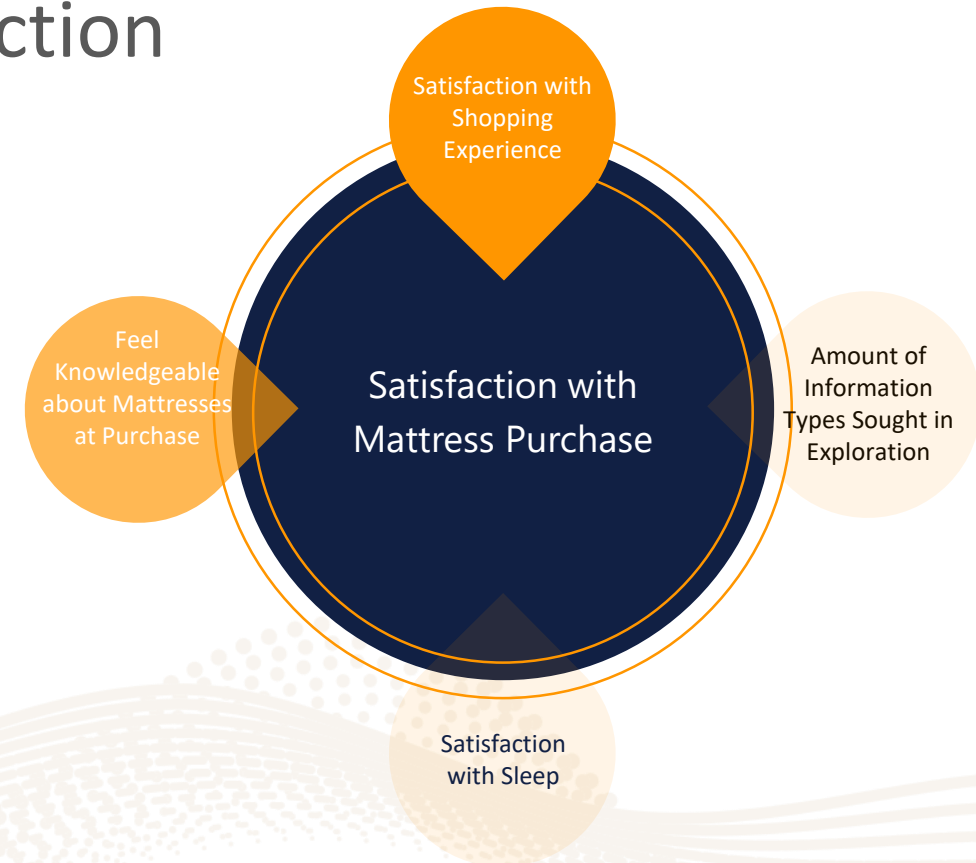 ction
Satisfaction with
Shopping
Experience
Feel
Knowledgeable
about Mattresses
at Purchase
Satisfaction with
Mattress Purchase
Amount of
Information
Types Sought in
Exploration
Satisfaction
with Sleep